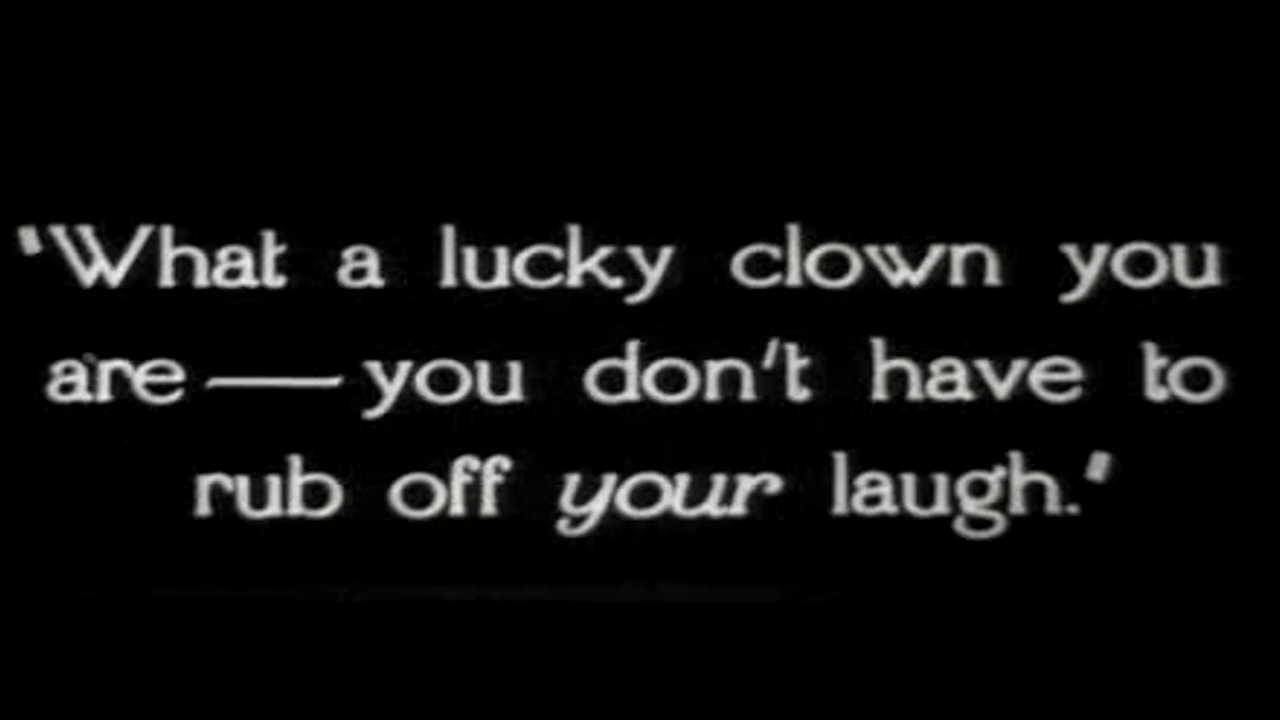 "What a lucky clown you
are — you don't have to
rub off your laugh."